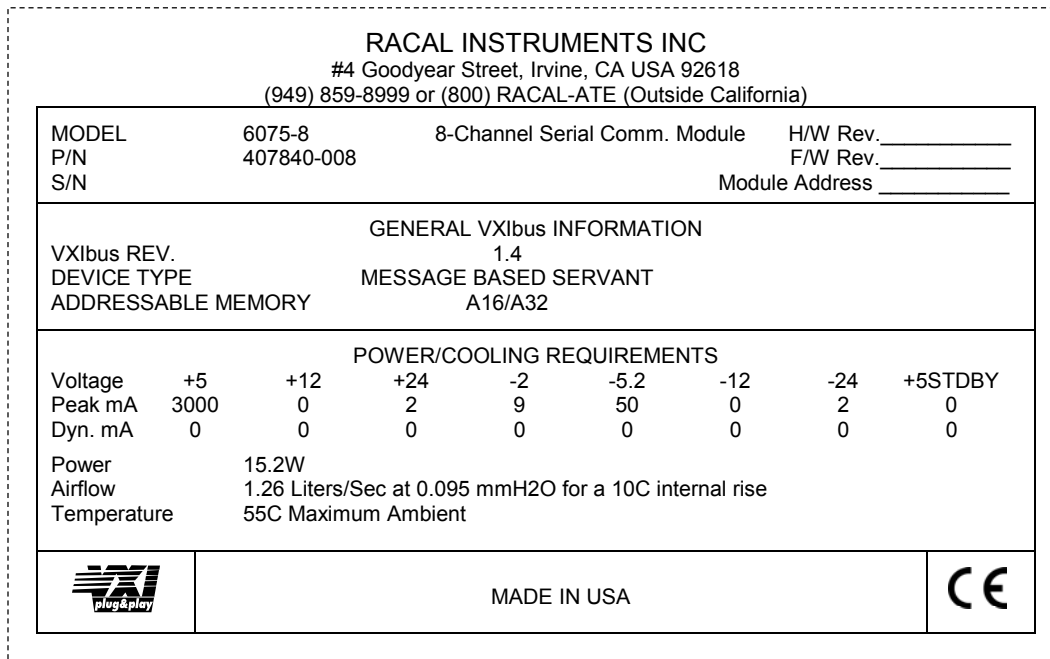 RACAL INSTRUMENTS INC
#4 Goodyear Street, Irvine, CA USA 92618
(949) 859-8999 or (800) RACAL-ATE (Outside California)
MODEL 6075-8 8-Channel Serial Comm. Module H/W Rev.___________
P/N 407840-008 F/W Rev.___________
S/N Module Address ___________
GENERAL VXIbus INFORMATION
VXIbus REV. 1.4
DEVICE TYPE MESSAGE BASED SERVANT
ADDRESSABLE MEMORY A16/A32
POWER/COOLING REQUIREMENTS
Voltage +5 +12 +24 -2 -5.2 -12 -24 +5STDBY
Peak mA 3000 0 2 9 50 0 2 0
Dyn. mA 0 0 0 0 0 0 0 0
Power 15.2W
Airflow 1.26 Liters/Sec at 0.095 mmH2O for a 10C internal rise
Temperature 55C Maximum Ambient
VXI
plug&play
MADE IN USA
CE